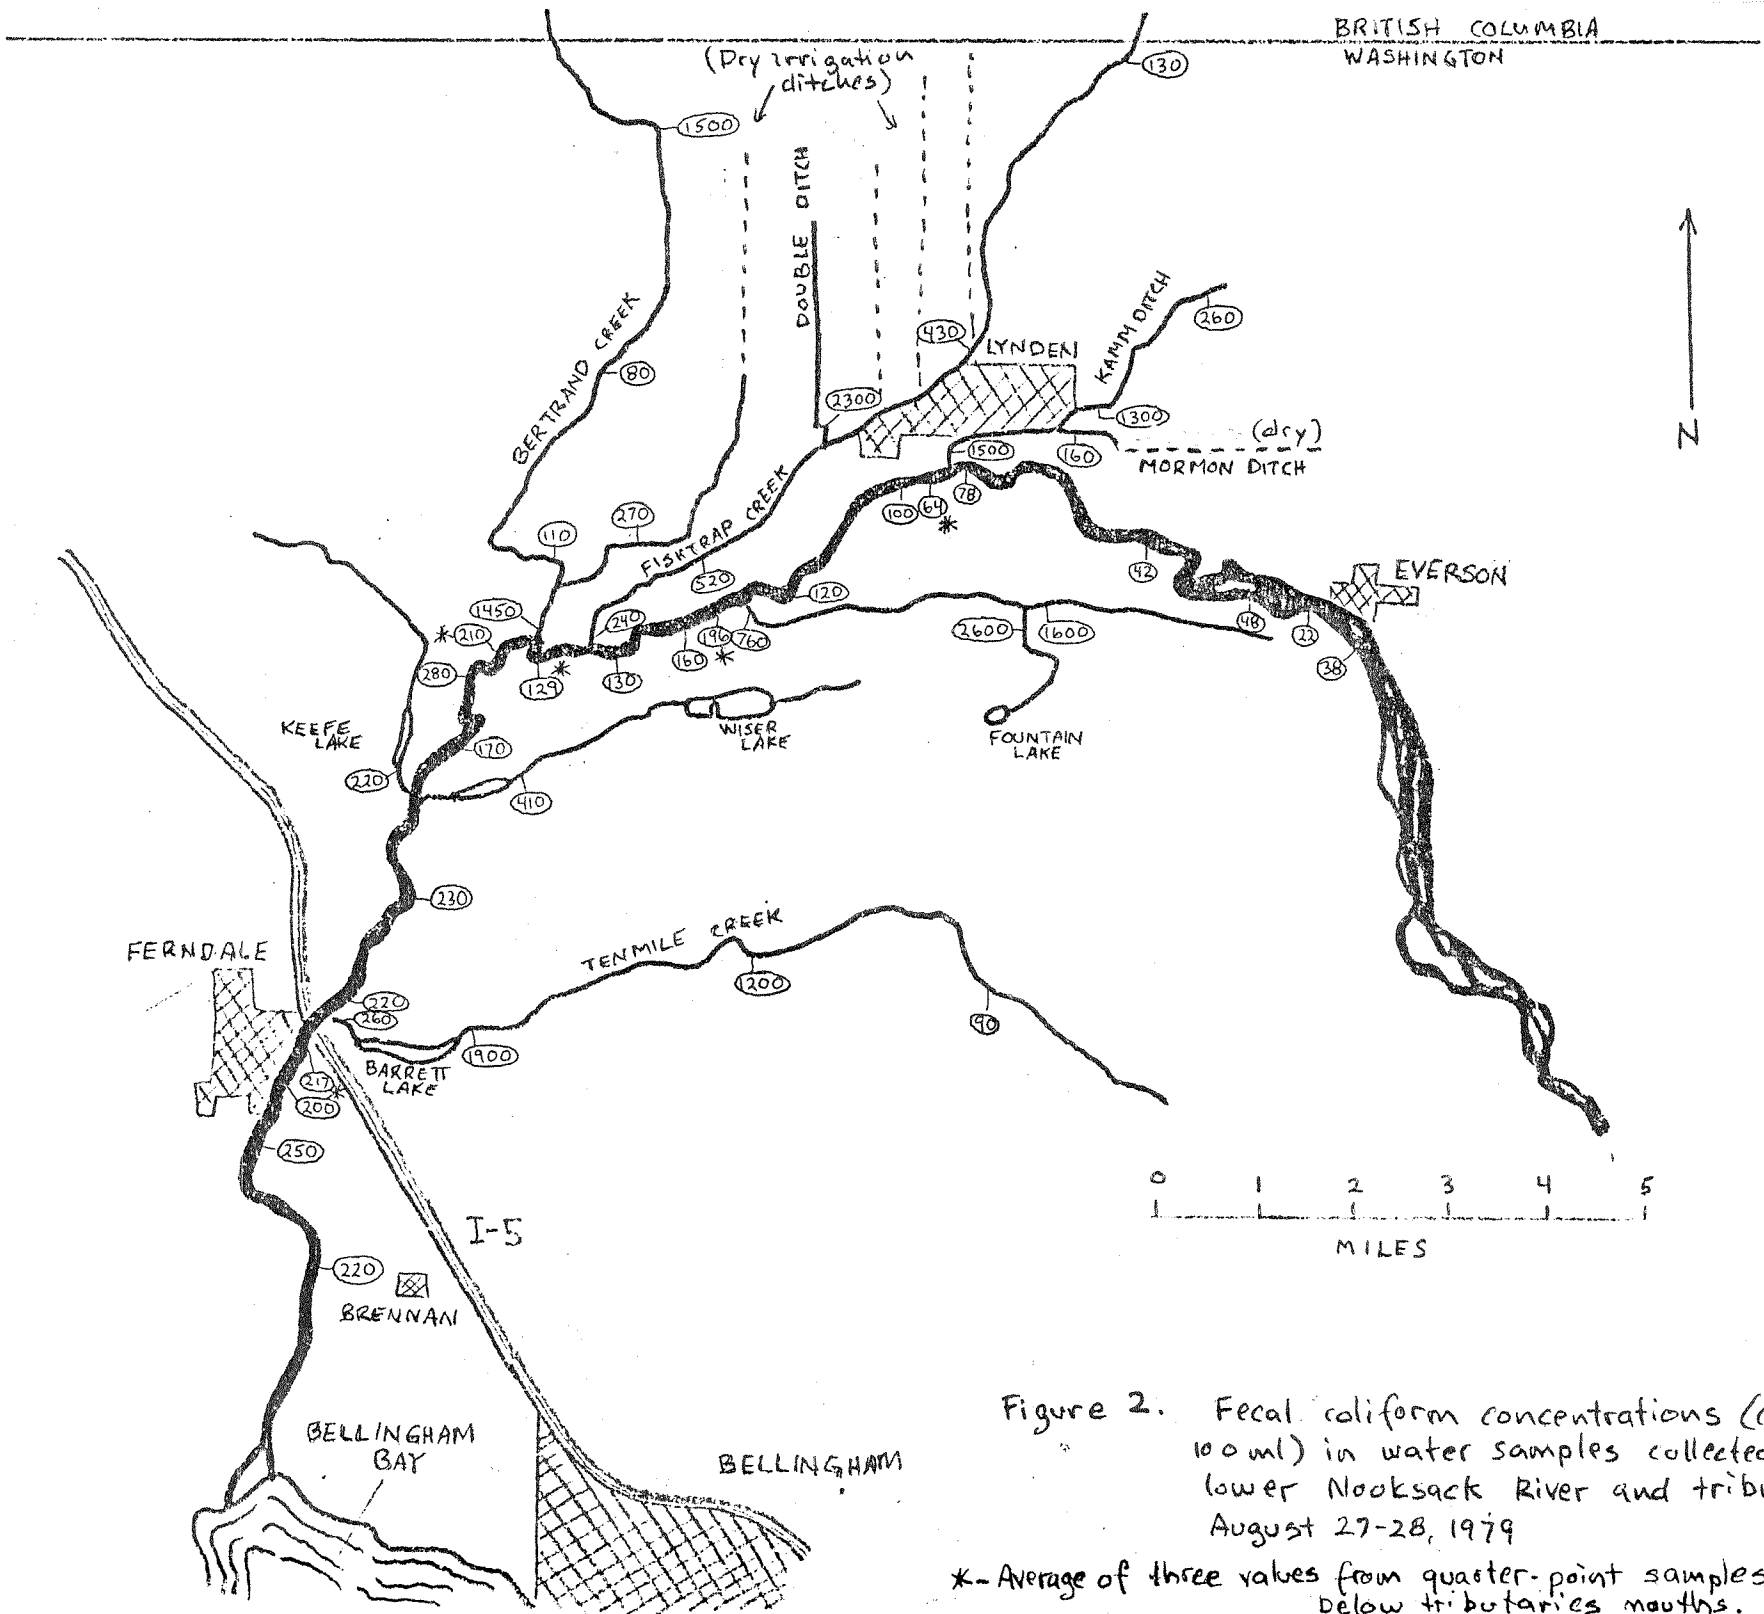 BRITISH COLUMBIA
WASHINGTON
(Dry irrigation
ditches)
130
1500
DOUBLE DITCH
N
BERTRAND CREEK
80
430
LYNDEN
KAMM DITCH
260
2300
1300
(dry)
MORMON DITCH
1500
160
78
64
*
100
110
270
FISHTRAP CREEK
520
42
EVERSON
120
48
22
38
1450
* 210
240
196
*
760
160
2600
1600
280
129
*
130
KEEFE
LAKE
WISER
LAKE
FOUNTAIN
LAKE
170
220
410
230
FERNDALE
TENMILE CREEK
1200
90
220
260
1900
BARRETT
LAKE
217
*
200
250
0 1 2 3 4 5
MILES
I-5
220
BRENNAN
BELLINGHAM
BAY
BELLINGHAM
Figure 2. Fecal coliform concentrations (
100 ml) in water samples collected
lower Nooksack River and tribu
August 27-28, 1979
*- Average of three values from quarter-point samples
below tributaries mouths.